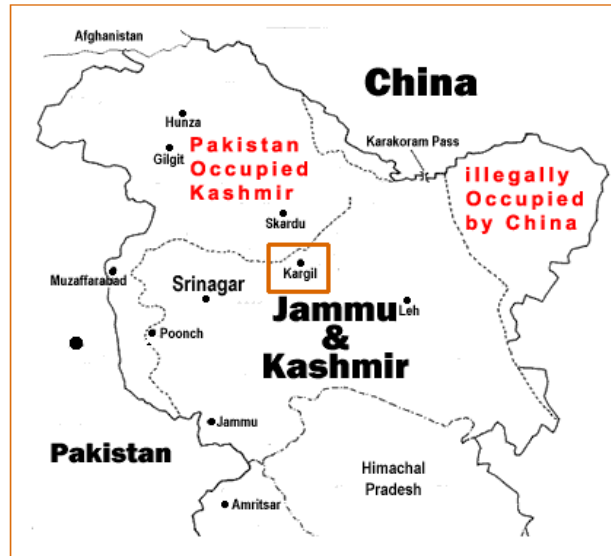 Afghanistan
China
Hunza
Gilgit
Pakistan
Occupied
Kashmir
Karakoram Pass
illegally
Occupied
by China
Skardu
Kargil
Muzaffarabad
Srinagar
Jammu
&
Kashmir
Leh
Poonch
Jammu
Pakistan
Himachal
Pradesh
Amritsar